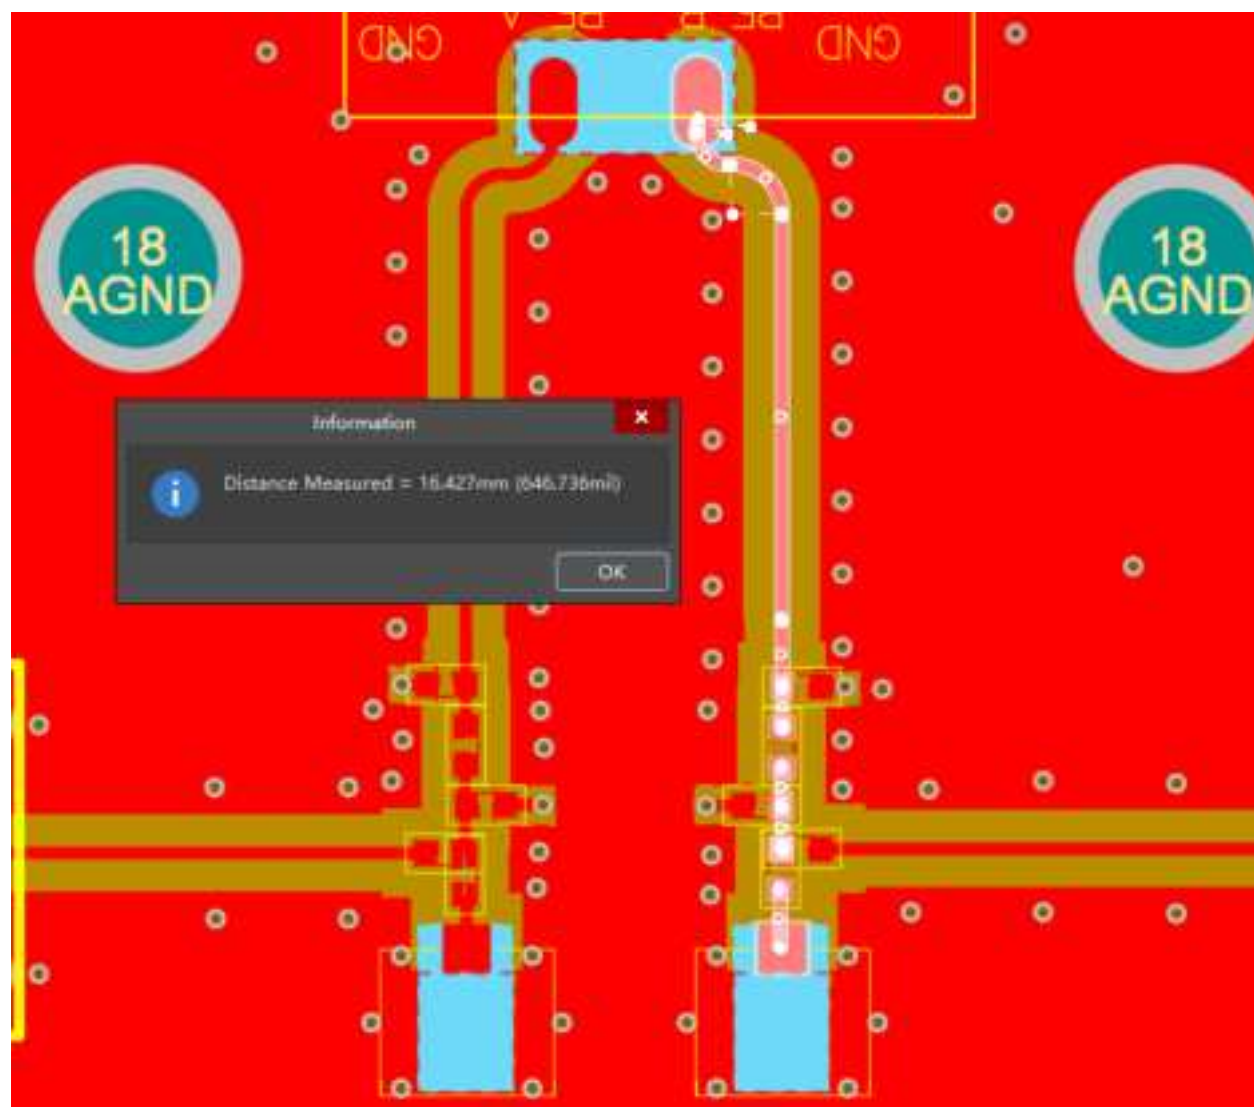 GND
GND
18
AGND
18
AGND
Information
Distance Measured = 16.427mm (646.736mil)
OK